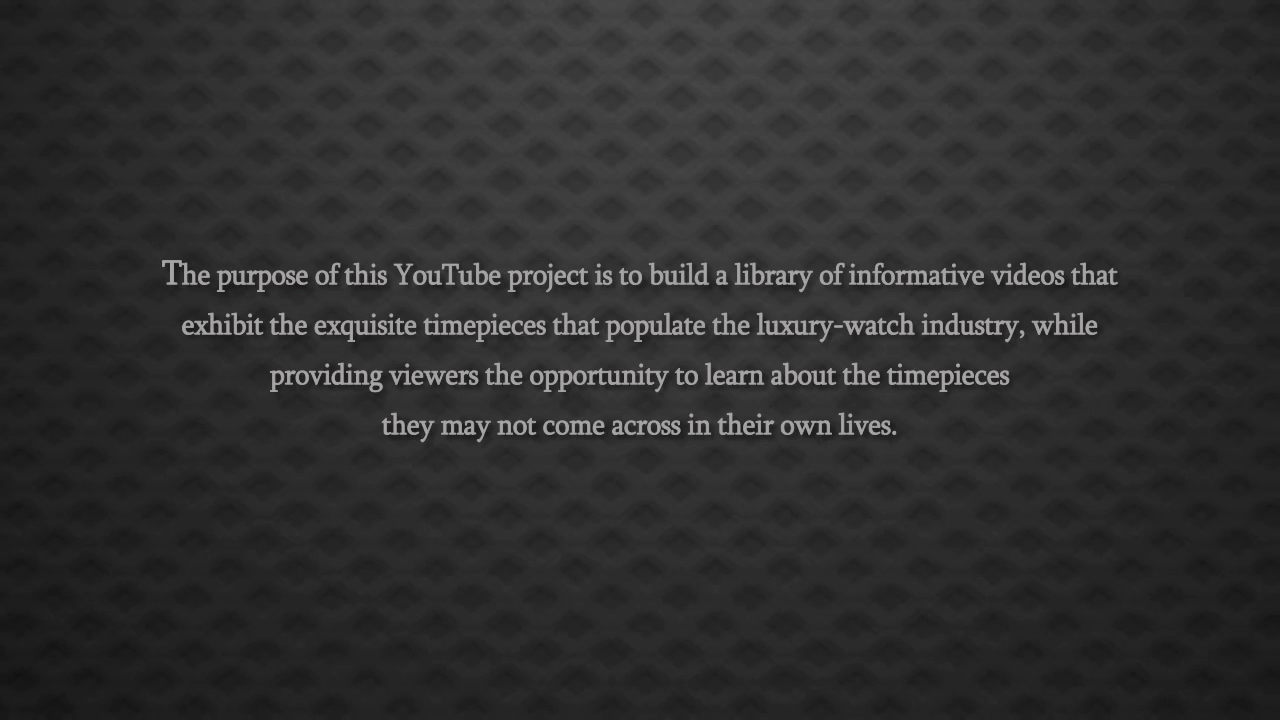 The purpose of this YouTube project is to build a library of informative videos that
exhibit the exquisite timepieces that populate the luxury-watch industry, while
providing viewers the opportunity to learn about the timepieces
they may not come across in their own lives.